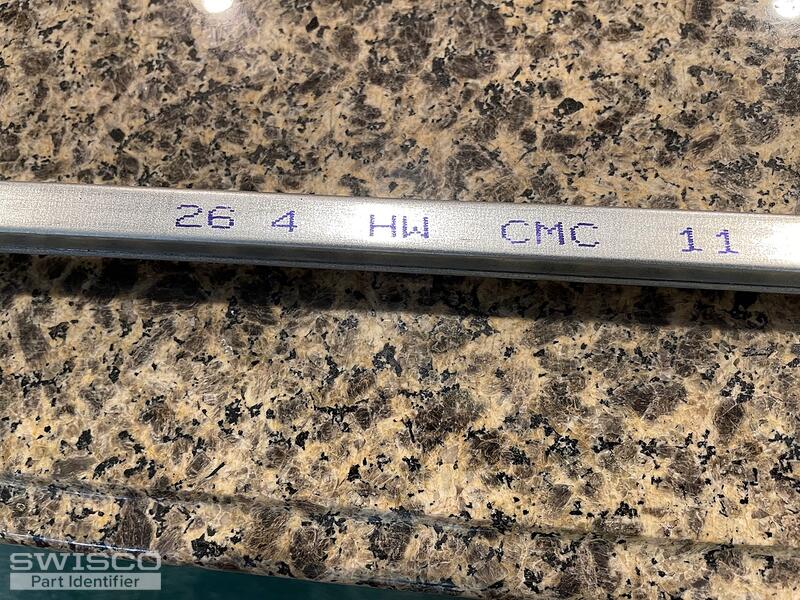 26 4 HW CMC 11
SWISCO
Part Identifier